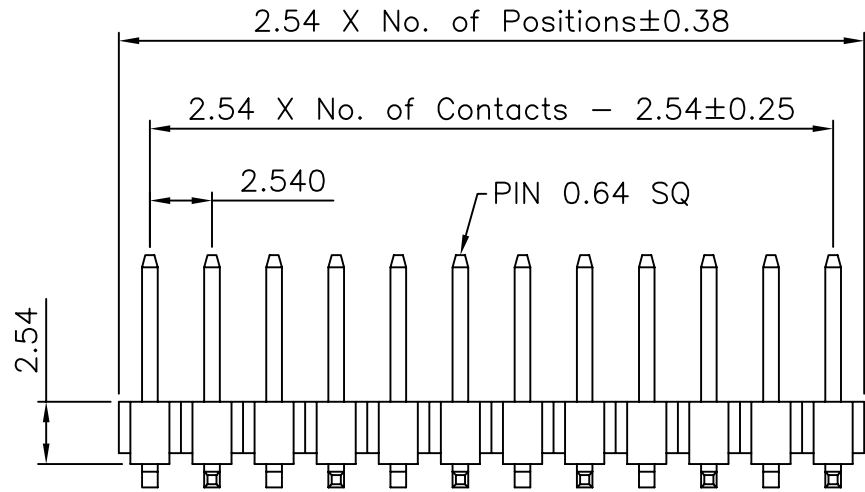 2.54 X No. of Positions±0.38
2.54 X No. of Contacts – 2.54±0.25
2.540
PIN 0.64 SQ
2.54